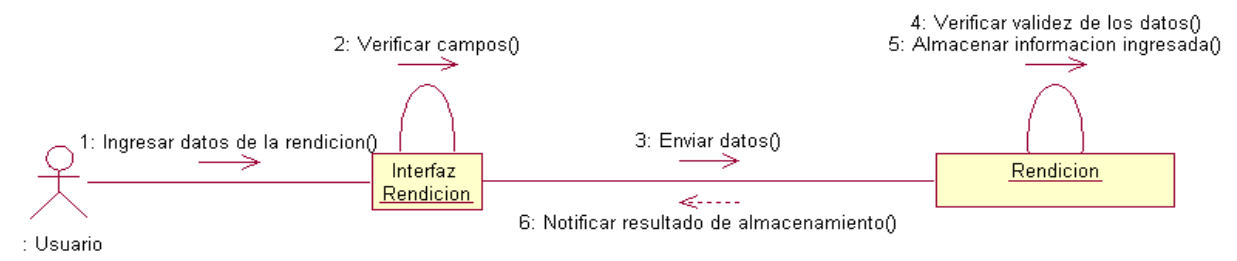 4: Verificar validez de los datos()
2: Verificar campos()
5: Almacenar informacion ingresada()
1: Ingresar datos de la rendicion()
3: Enviar datos()
Interfaz
Rendicion
Rendicion
6: Notificar resultado de almacenamiento()
: Usuario